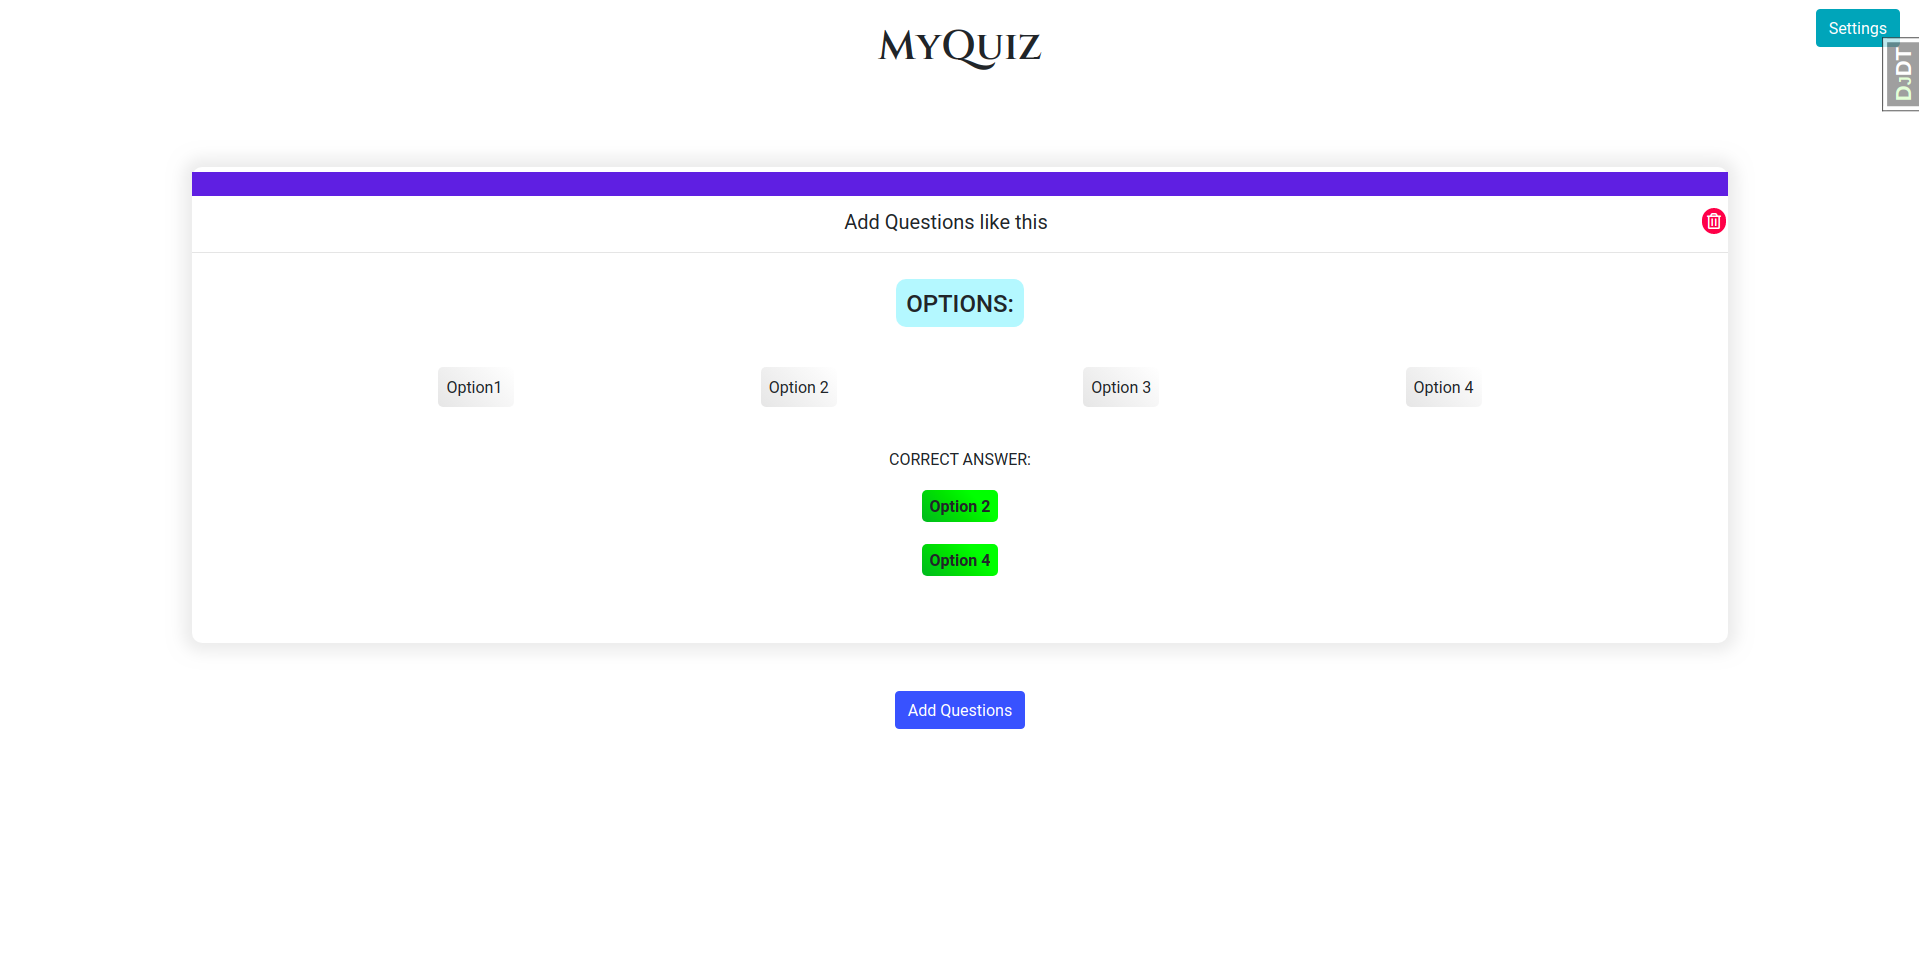 MYQUIZ
Settings
DJDT
Add Questions like this
OPTIONS:
Option1
Option 2
Option 3
Option 4
CORRECT ANSWER:
Option 2
Option 4
Add Questions